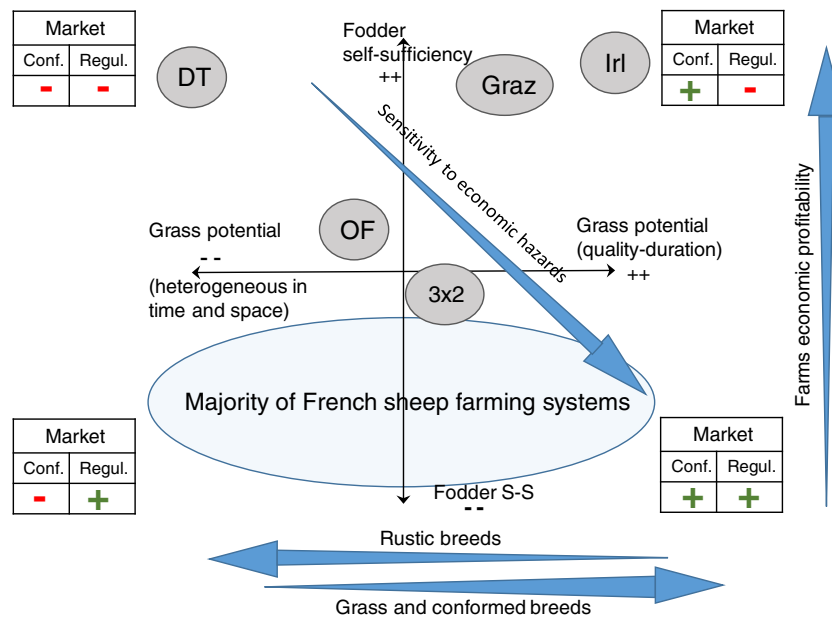 Market
Conf. Regul.
- -
DT
Fodder
self-sufficiency
++
Graz
Irl
Market
Conf. Regul.
+ -
Sensitivity to economic hazards
Farms economic profitability
OF
Grass potential
- -
(heterogeneous in
time and space)
Grass potential
(quality-duration)
++
3x2
Majority of French sheep farming systems
Market
Conf. Regul.
- +
Market
Conf. Regul.
+ +
Fodder S-S
- -
Rustic breeds
Grass and conformed breeds